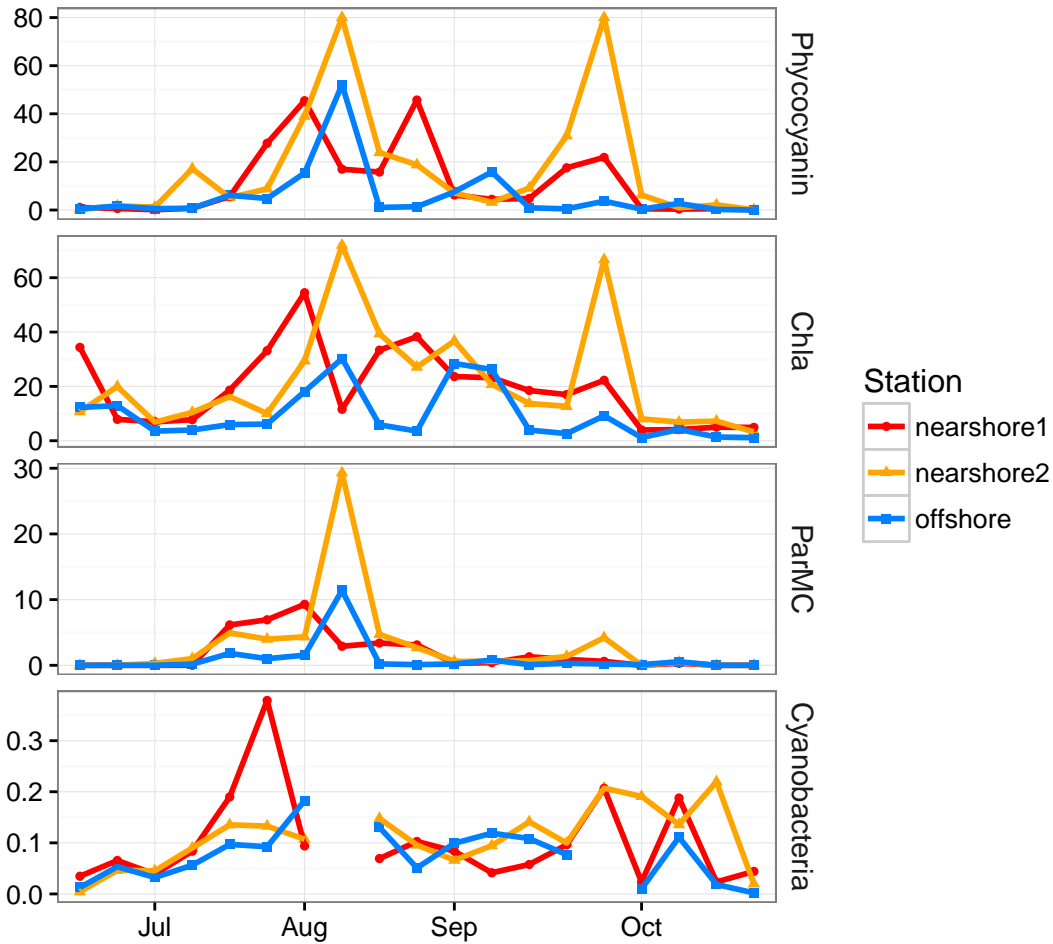 80
60
40
20
0
Phycocyanin
60
40
20
0
Chla
30
20
10
0
ParMC
0.3
0.2
0.1
0.0
Cyanobacteria
Jul Aug Sep Oct
Station
nearshore1
nearshore2
offshore